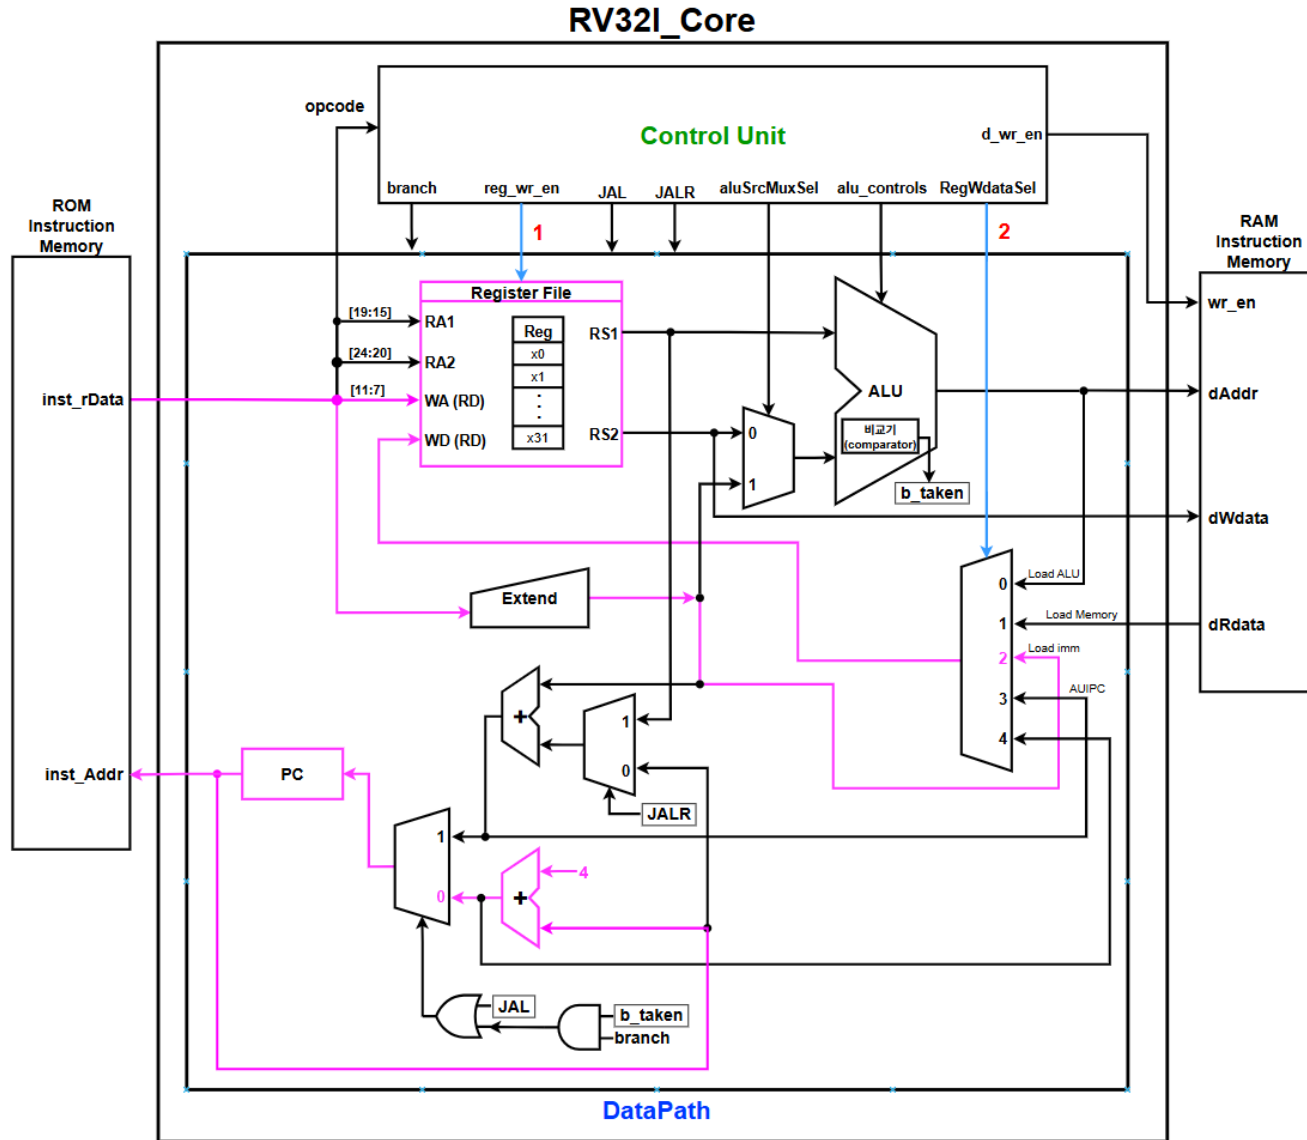 RV32I_Core
opcode
Control Unit
d_wr_en
branch
reg_wr_en
JAL
JALR
aluSrcMuxSel
alu_controls
RegWdataSel
1
2
ROM
Instruction
Memory
RAM
Instruction
Memory
Register File
[19:15]
RA1
[24:20]
RA2
[11:7]
WA (RD)
WD (RD)
Reg
x0
x1
x31
RS1
RS2
inst_rData
0
1
ALU
비교기
(comparator)
b_taken
wr_en
dAddr
dWdata
dRdata
Extend
0
Load ALU
1
Load Memory
2
Load imm
3
AUIPC
4
+
1
0
JALR
inst_Addr
PC
1
0
+
4
JAL
b_taken
branch
DataPath